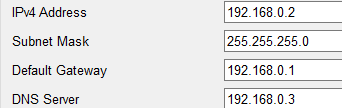 IPv4 Address 192.168.0.2
Subnet Mask 255.255.255.0
Default Gateway 192.168.0.1
DNS Server 192.168.0.3